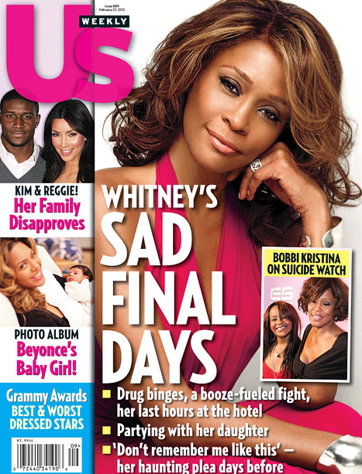 Us
WEEKLY
Issue 889
February 27, 2012
KIM & REGGIE!
Her Family
Disapproves
PHOTO ALBUM
Beyonce's
Baby Girl!
Grammy Awards
BEST & WORST
DRESSED STARS
WHITNEY'S
SAD
FINAL
DAYS
BOBBI KRISTINA
ON SUICIDE WATCH
Drug binges, a booze-fueled fight,
her last hours at the hotel
Partying with her daughter
'Don't remember me like this' –
her haunting plea days before
09>